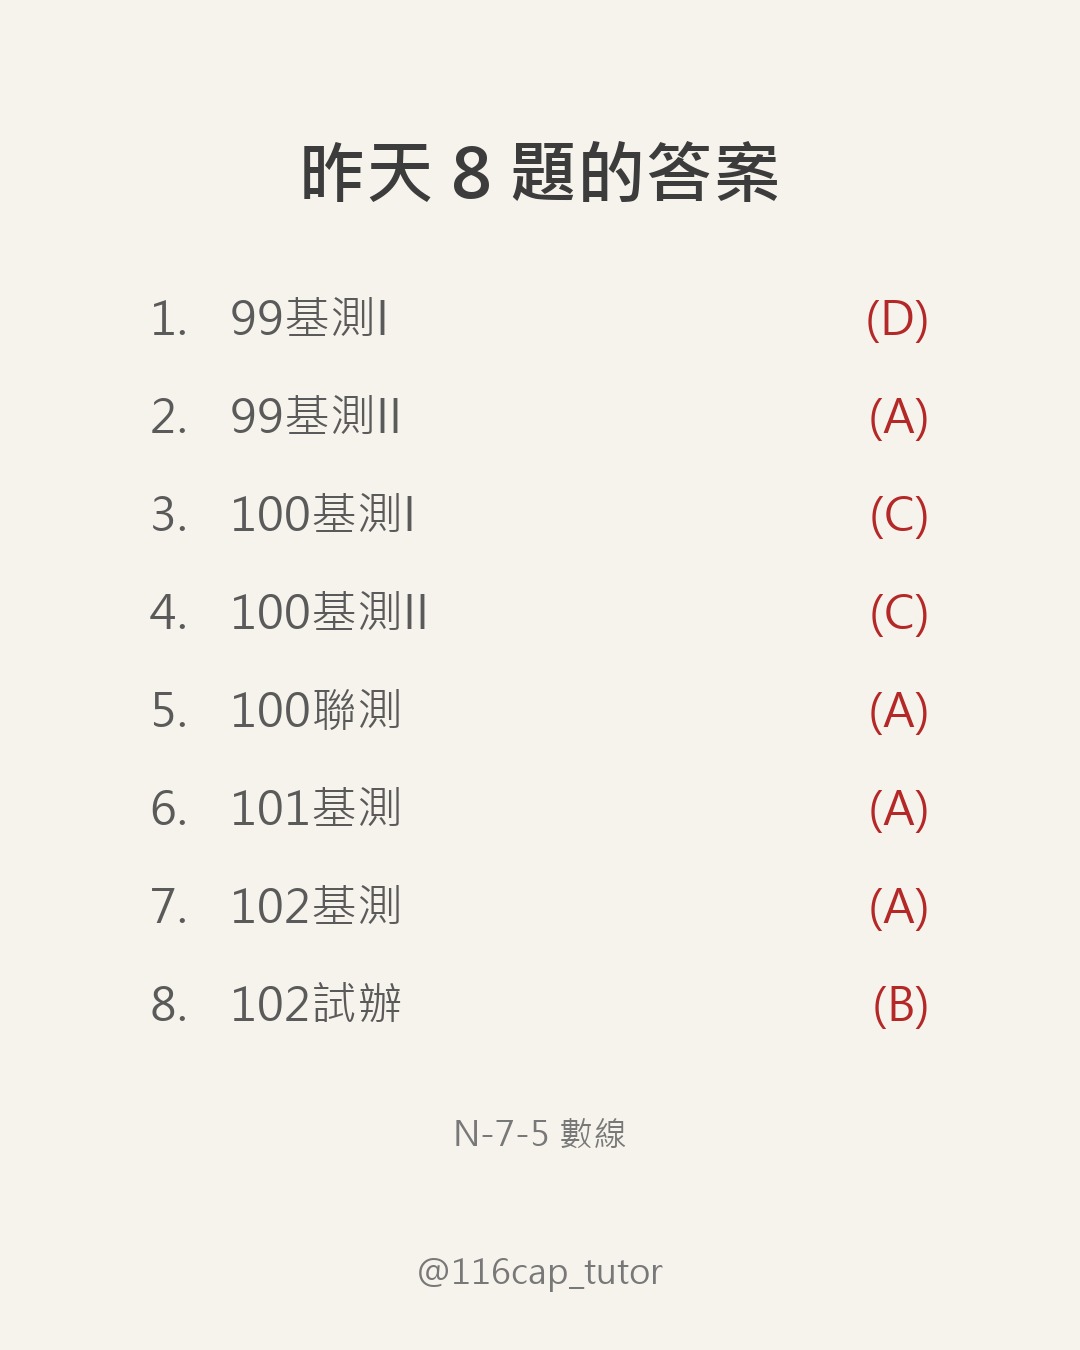 昨天 8 題的答案
1. 99基測I (D)
2. 99基測II (A)
3. 100基測I (C)
4. 100基測II (C)
5. 100聯測 (A)
6. 101基測 (A)
7. 102基測 (A)
8. 102試辦 (B)
N-7-5 數線
@116cap_tutor